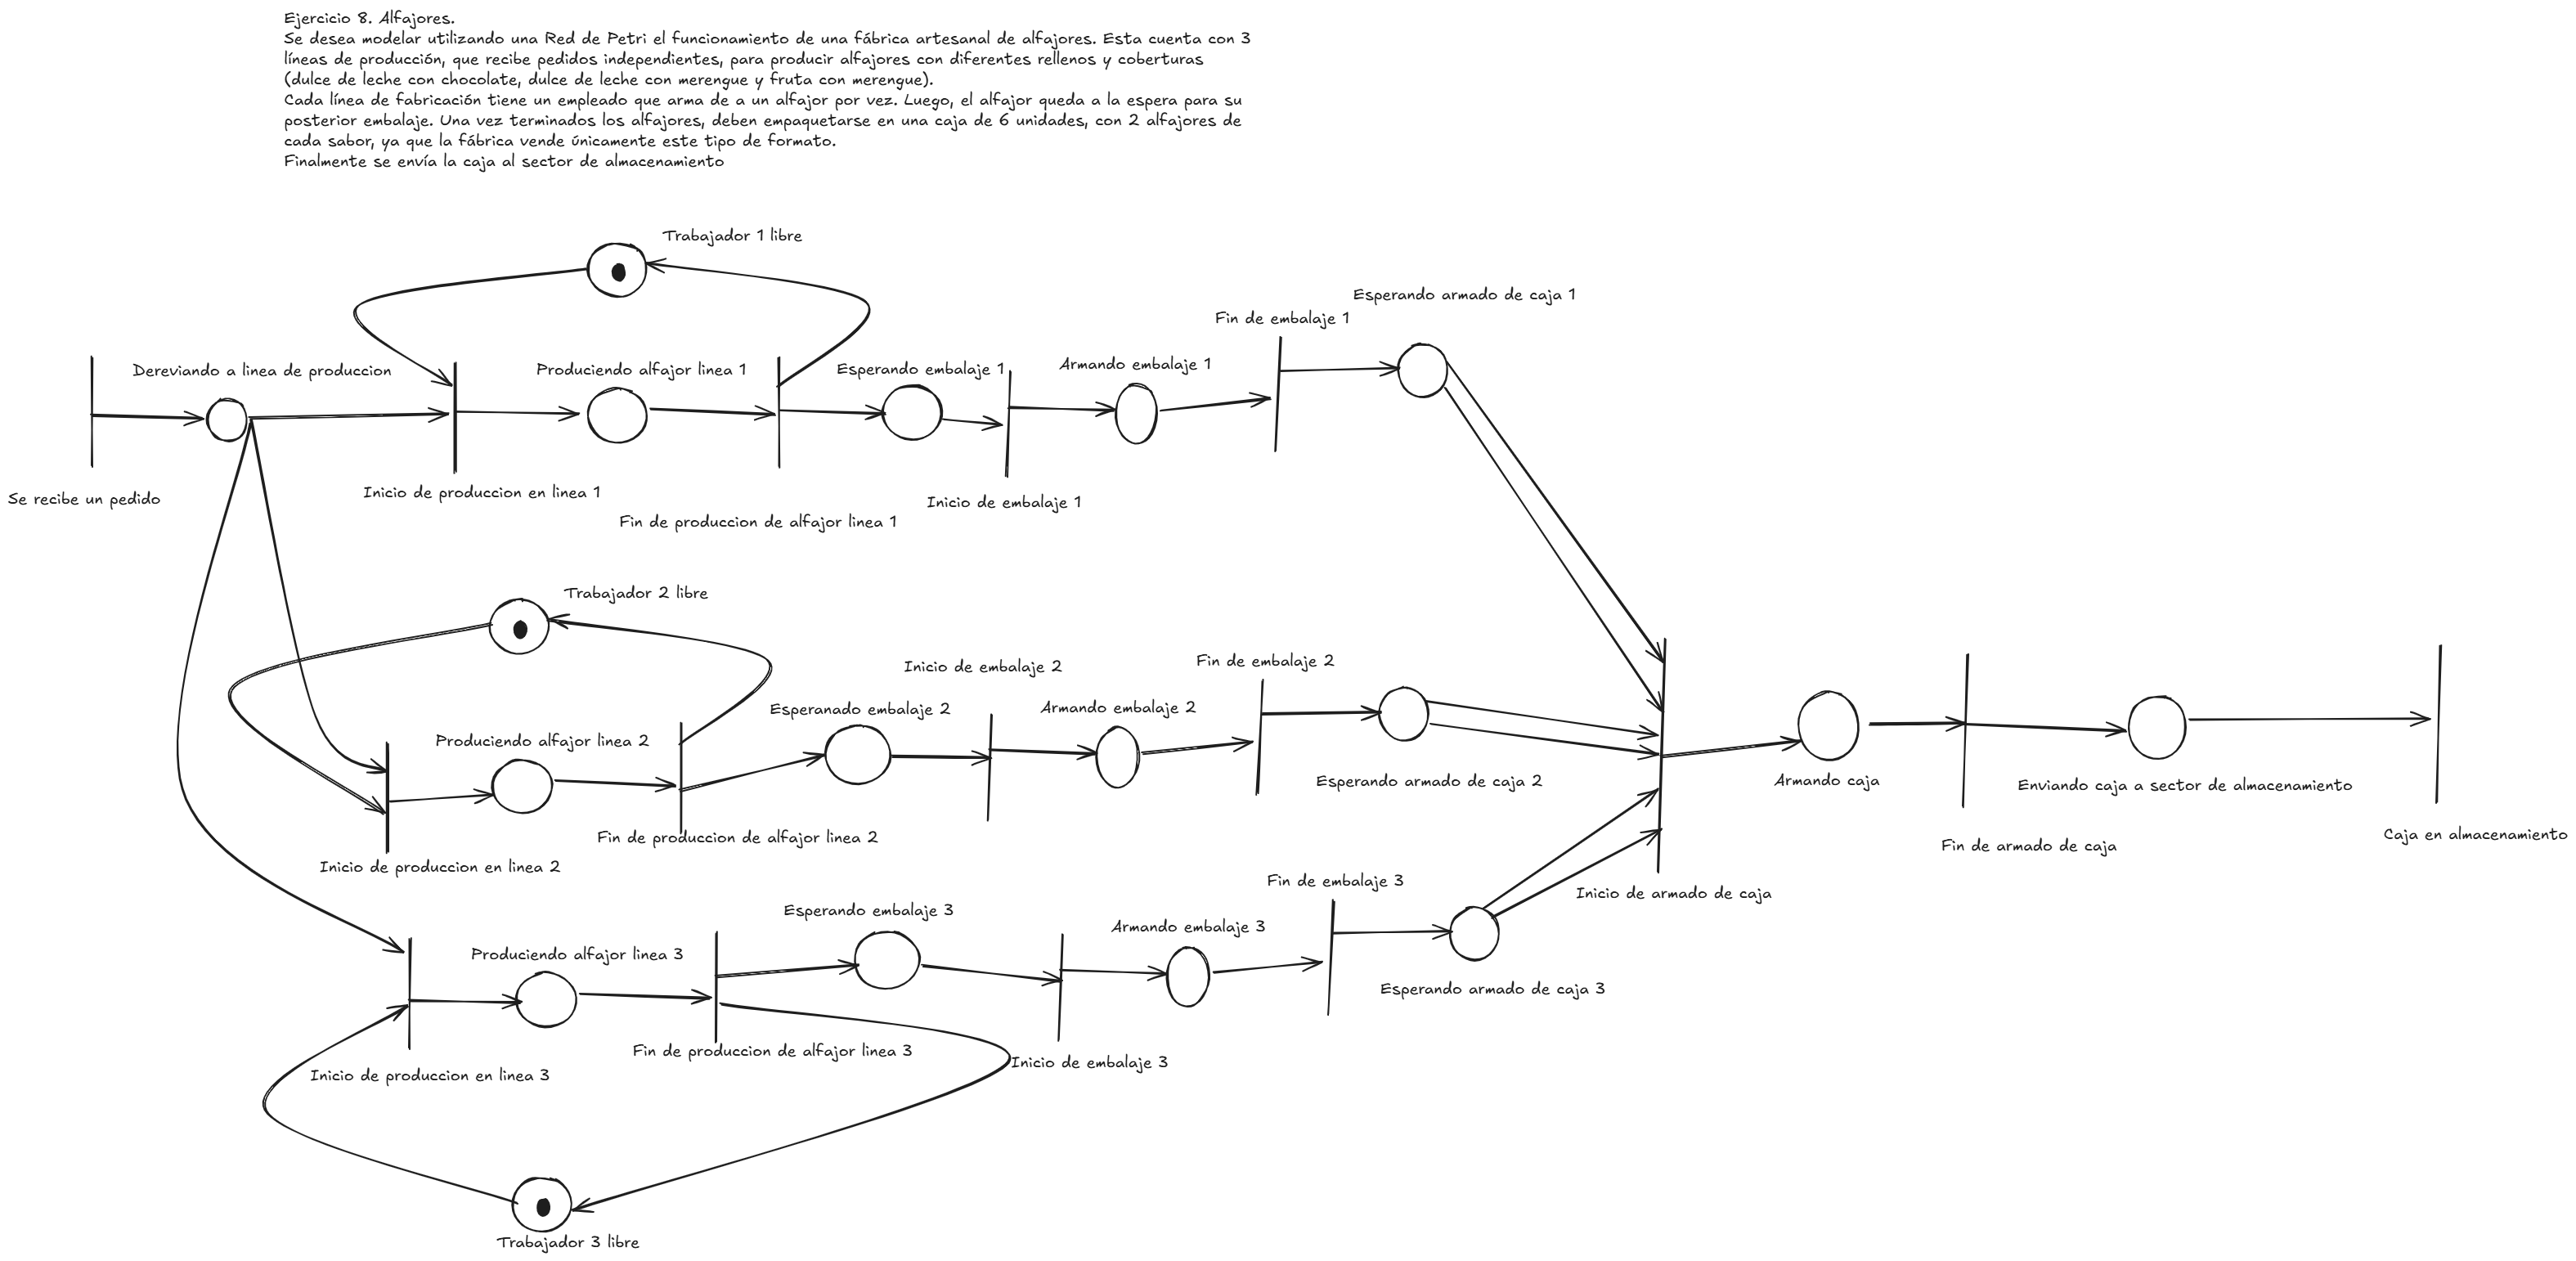 Ejercicio 8. Alfajores.
Se desea modelar utilizando una Red de Petri el funcionamiento de una fábrica artesanal de alfajores. Esta cuenta con 3
líneas de producción, que recibe pedidos independientes, para producir alfajores con diferentes rellenos y coberturas
(dulce de leche con chocolate, dulce de leche con merengue y fruta con merengue).
Cada línea de fabricación tiene un empleado que arma de a un alfajor por vez. Luego, el alfajor queda a la espera para su
posterior embalaje. Una vez terminados los alfajores, deben empaquetarse en una caja de 6 unidades, con 2 alfajores de
cada sabor, ya que la fábrica vende únicamente este tipo de formato.
Finalmente se envía la caja al sector de almacenamiento
Trabajador 1 libre
Esperando armado de caja 1
Fin de embalaje 1
Dereviando a linea de produccion
Produciendo alfajor linea 1
Esperando embalaje 1
Armando embalaje 1
Se recibe un pedido
Inicio de produccion en linea 1
Fin de produccion de alfajor linea 1
Inicio de embalaje 1
Trabajador 2 libre
Inicio de embalaje 2
Fin de embalaje 2
Esperanado embalaje 2
Armando embalaje 2
Produciendo alfajor linea 2
Esperando armado de caja 2
Armando caja
Enviando caja a sector de almacenamiento
Fin de produccion de alfajor linea 2
Caja en almacenamiento
Fin de armado de caja
Inicio de produccion en linea 2
Fin de embalaje 3
Inicio de armado de caja
Esperando embalaje 3
Armando embalaje 3
Produciendo alfajor linea 3
Esperando armado de caja 3
Fin de produccion de alfajor linea 3
Inicio de embalaje 3
Inicio de produccion en linea 3
Trabajador 3 libre